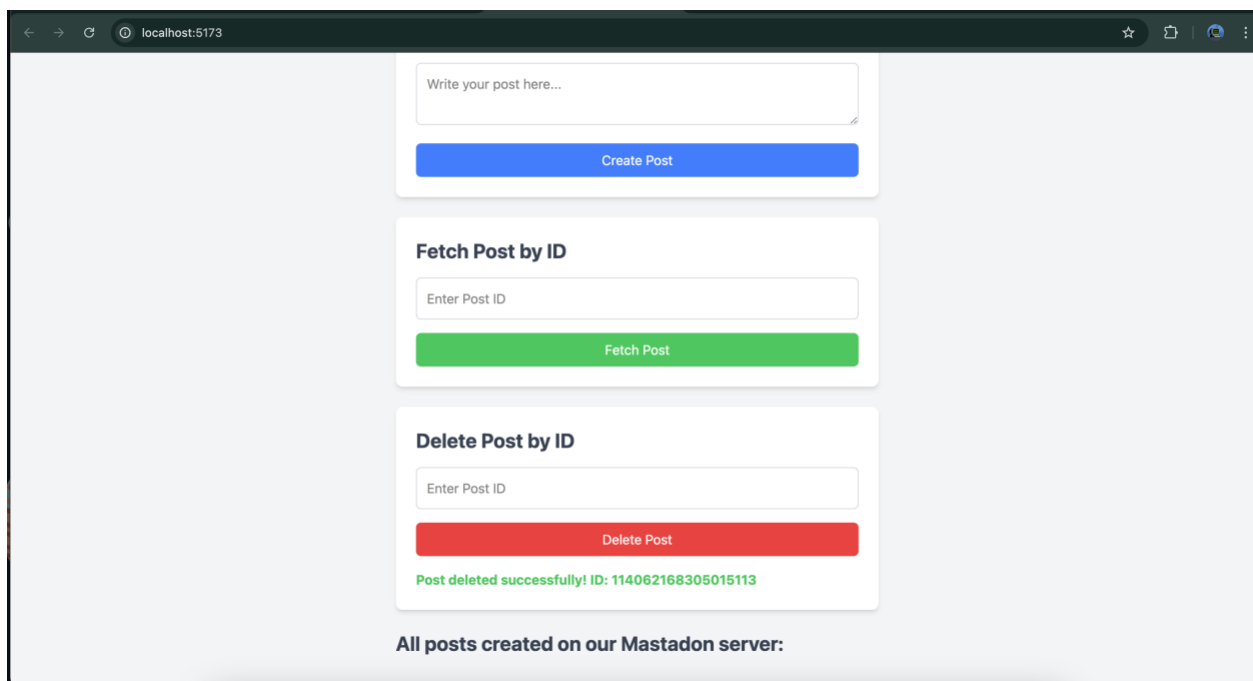 localhost:5173
Write your post here...
Create Post
Fetch Post by ID
Enter Post ID
Fetch Post
Delete Post by ID
Enter Post ID
Delete Post
Post deleted successfully! ID: 114062168305015113
All posts created on our Mastadon server: